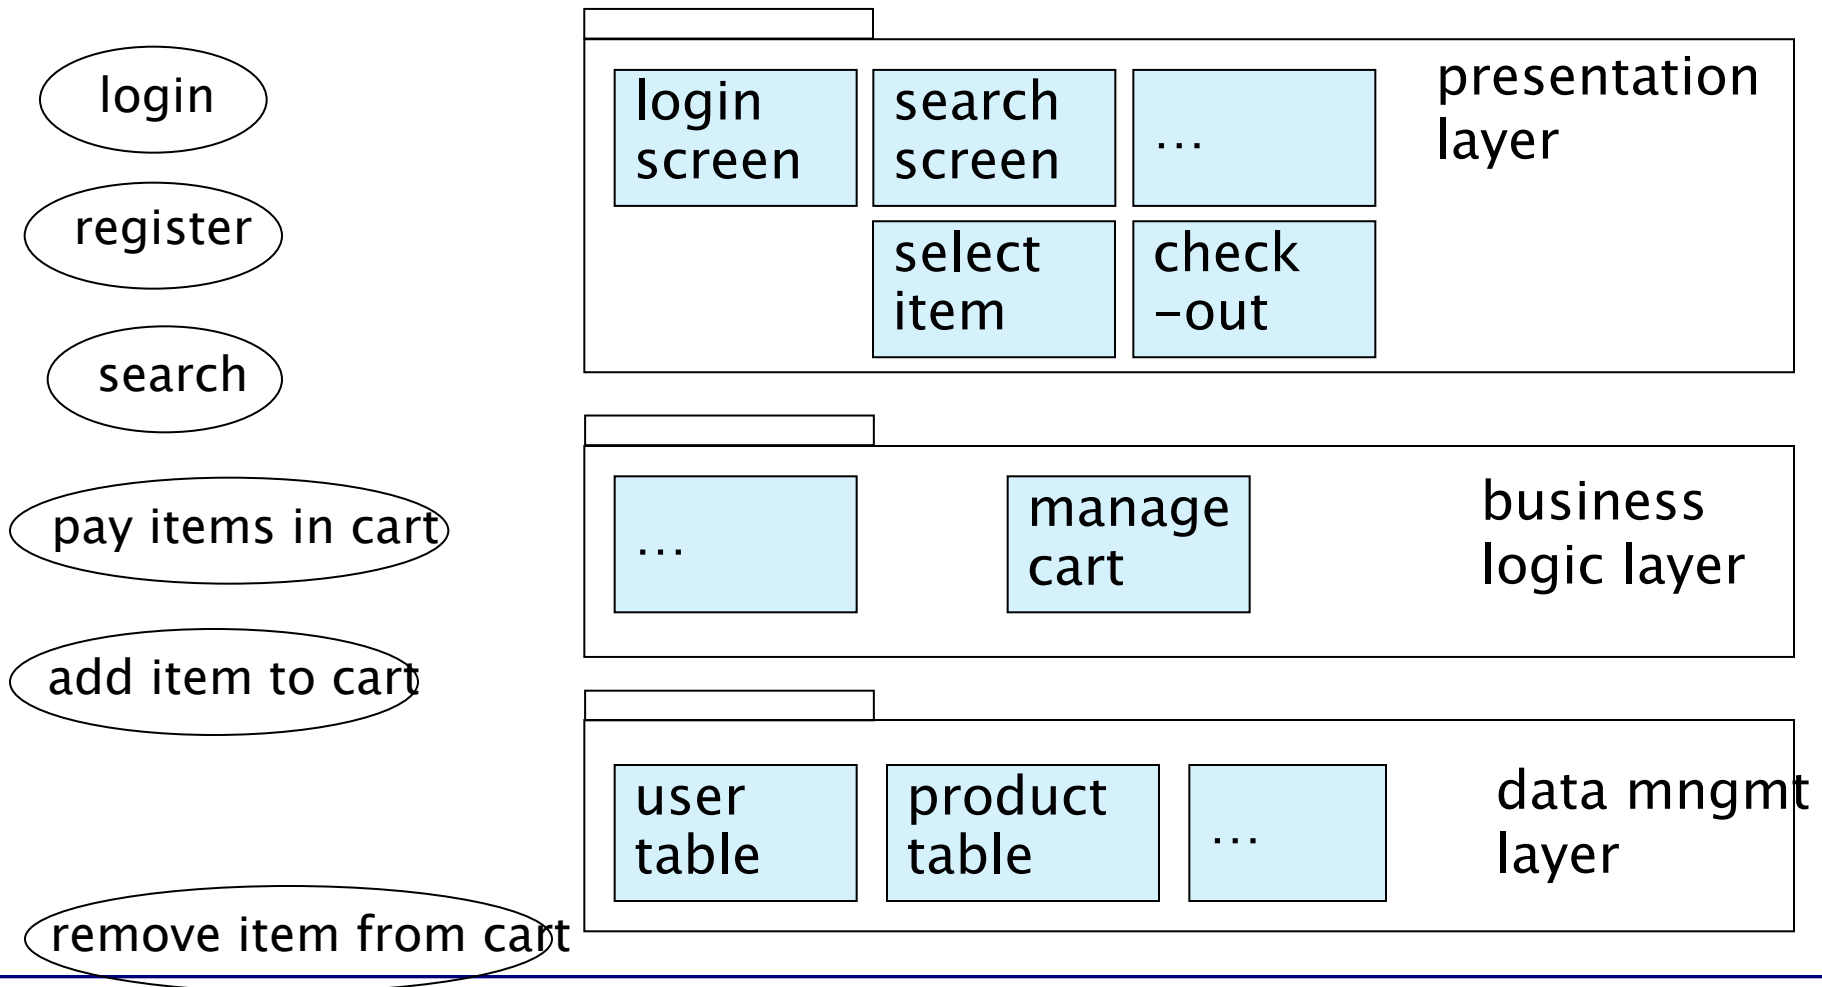 login
register
search
pay items in cart
add item to cart
remove item from cart
login
screen
search
screen
…
presentation
layer
select
item
check
-out
…
manage
cart
business
logic layer
user
table
product
table
…
data mngmt
layer